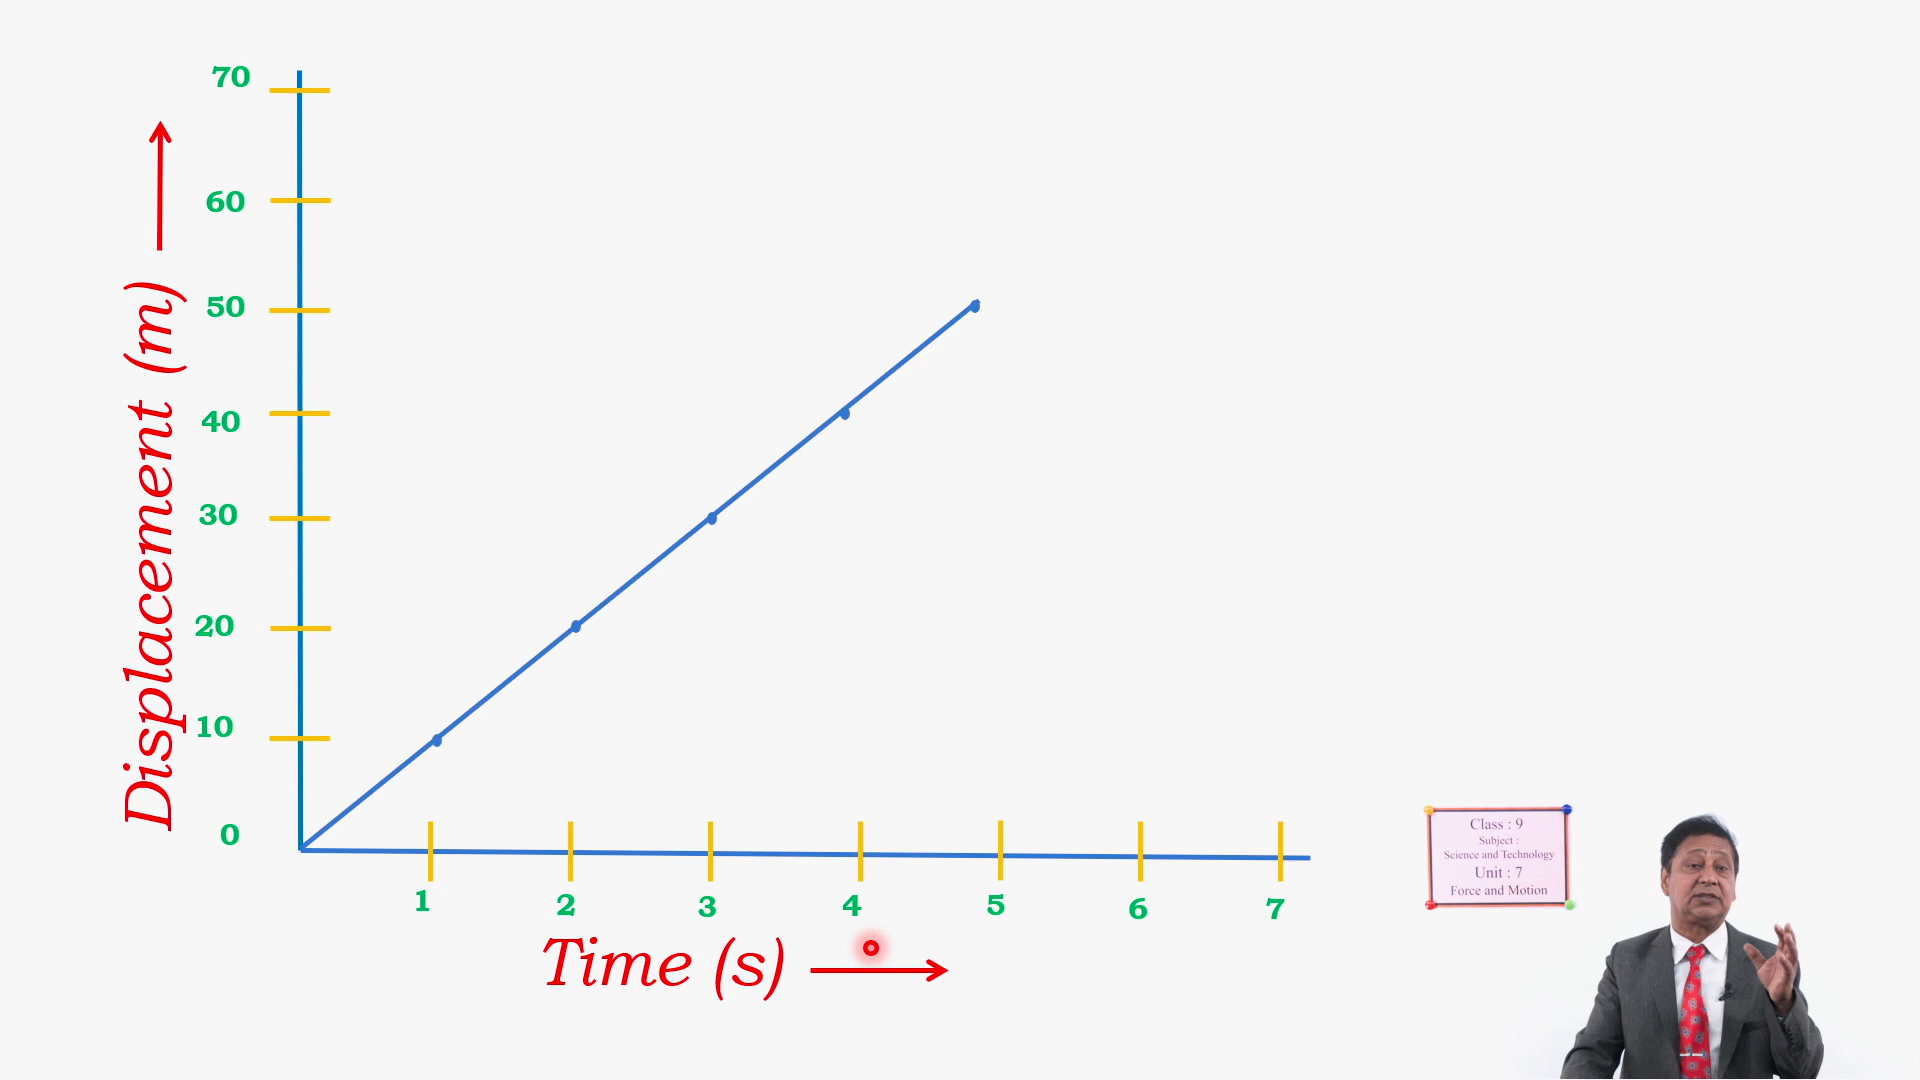 70
60
50
40
30
20
10
0
Displacement (m)
1 2 3 4 5 6 7
Time (s)
Class : 9
Subject :
Science and Technology
Unit : 7
Force and Motion